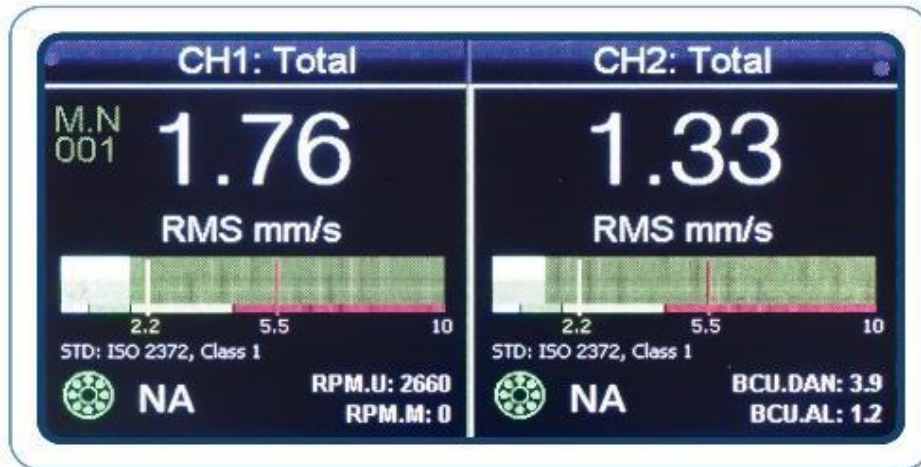 CH1: Total
M.N
001
1.76
RMS mm/s
2.2 5.5 10
STD: ISO 2372, Class 1
NA
RPM.U: 2660
RPM.M: 0
CH2: Total
1.33
RMS mm/s
2.2 5.5 10
STD: ISO 2372, Class 1
NA
BCU.DAN: 3.9
BCU.AL: 1.2